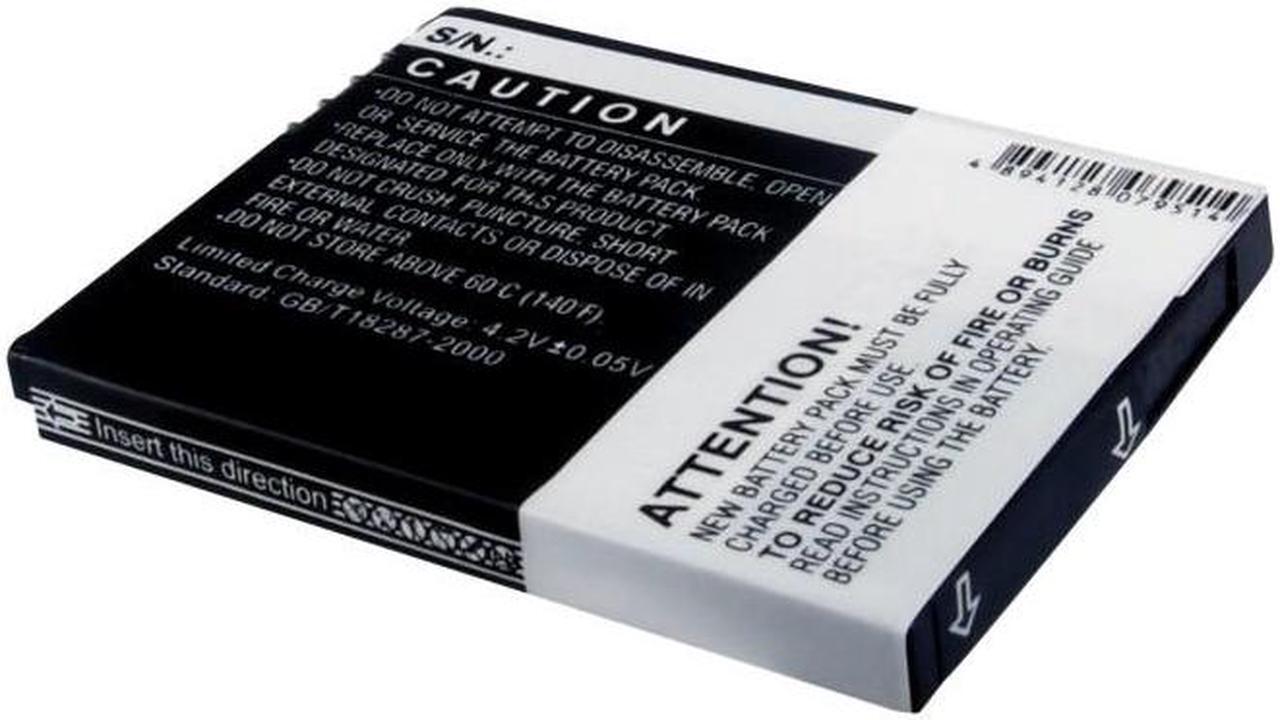 S/N.:
CAUTION
•DO NOT ATTEMPT TO DISASSEMBLE, OPEN
OR SERVICE THE BATTERY PACK
•REPLACE ONLY WITH THE BATTERY PACK
DESIGNATED FOR THIS PRODUCT
•DO NOT CRUSH, PUNCTURE, SHORT
EXTERNAL CONTACTS OR DISPOSE OF IN
FIRE OR WATER
•DO NOT STORE ABOVE 60°C (140°F).
Limited Charge Voltage: 4.2V±0.05V
Standard: GB/T18287-2000
Insert this direction
4 894128 079514
ATTENTION!
NEW BATTERY PACK MUST BE FULLY
CHARGED BEFORE USE
TO REDUCE RISK OF FIRE OR BURNS
READ INSTRUCTIONS IN OPERATING GUIDE
BEFORE USING THE BATTERY.